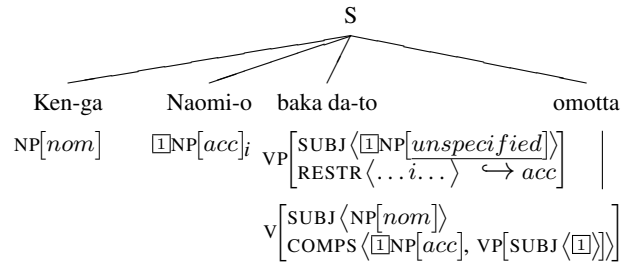 S
Ken-ga Naomi-o baka da-to omotta
NP[nom] 1NP[acc]i VP[SUBJ⟨1NP[unspecified]⟩
RESTR⟨...i...⟩ ↪ acc]
V[SUBJ⟨NP[nom]⟩
COMPS⟨1NP[acc], VP[SUBJ⟨1⟩]⟩]